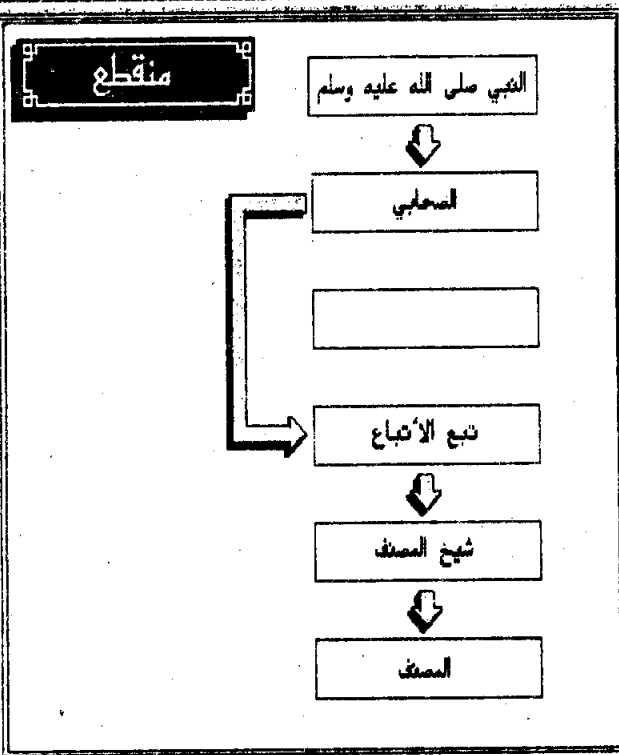 منقطع
النبي صلى الله عليه وسلم
الصحابي
تبع الأتباع
شيخ المصنف
المصنف